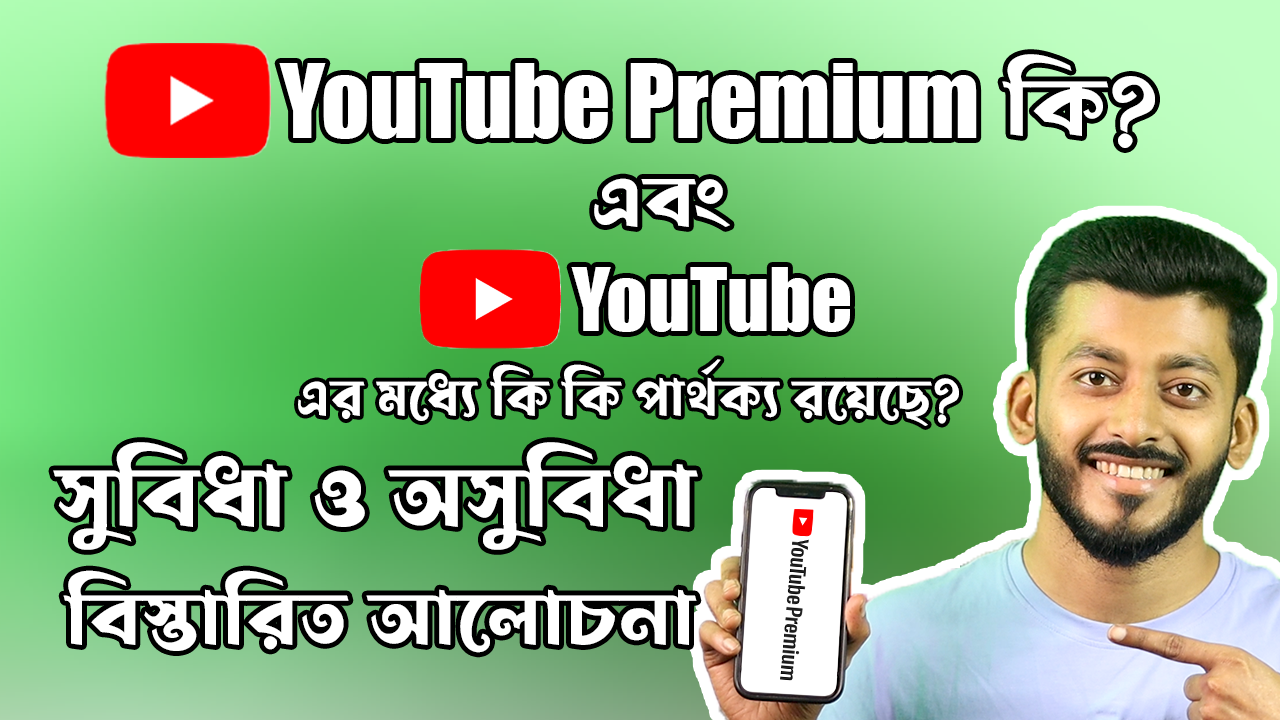 YouTube Premium কি?
এবং
YouTube
এর মধ্যে কি কি পার্থক্য রয়েছে?
সুবিধা ও অসুবিধা
বিস্তারিত আলোচনা
YouTube Premium